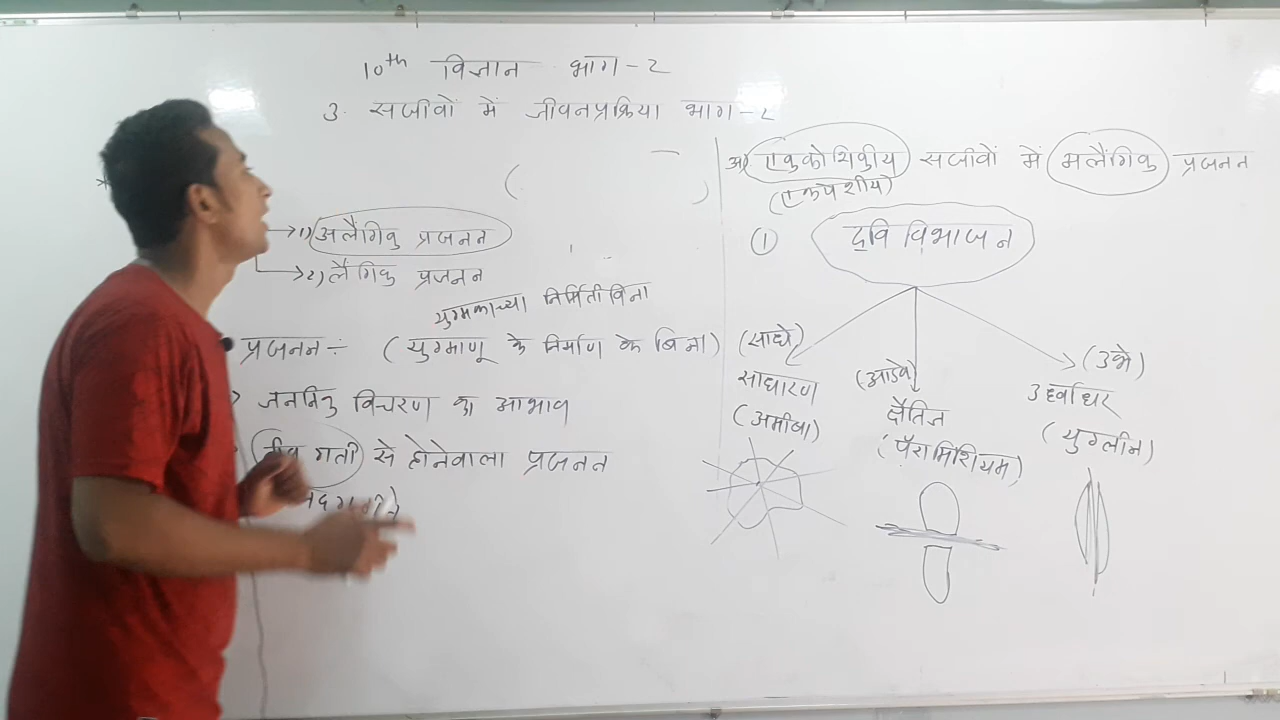 10th विज्ञान भाग-2
3. सजीवों में जीवनप्रक्रिया भाग-2
1) अलैंगिक प्रजनन
2) लैंगिक प्रजनन
युग्मकाच्या निर्मितीविना
प्रजनन :- (युग्माणू के निर्माण के बिना)
जननिक विचरण का आभाव
गती से होनेवाला प्रजनन
अ) एककोशिकीय सजीवों में अलैंगिक प्रजनन
(एकपेशीय)
① द्वि विभाजन
(साधे)
साधारण
(अमीबा)
(आडवे)
क्षैतिज
(पॅरामिशियम)
(उभे)
उर्ध्वाधर
(युग्लीन)